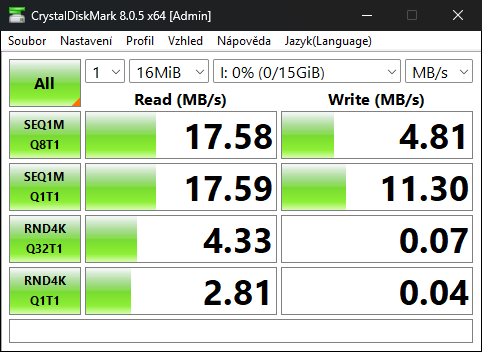 CrystalDiskMark 8.0.5 x64 [Admin]
Soubor Nastavení Profil Vzhled Nápověda Jazyk(Language)
All 1 16MiB I: 0% (0/15GiB) MB/s
Read (MB/s) Write (MB/s)
SEQ1M
Q8T1 17.58 4.81
SEQ1M
Q1T1 17.59 11.30
RND4K
Q32T1 4.33 0.07
RND4K
Q1T1 2.81 0.04